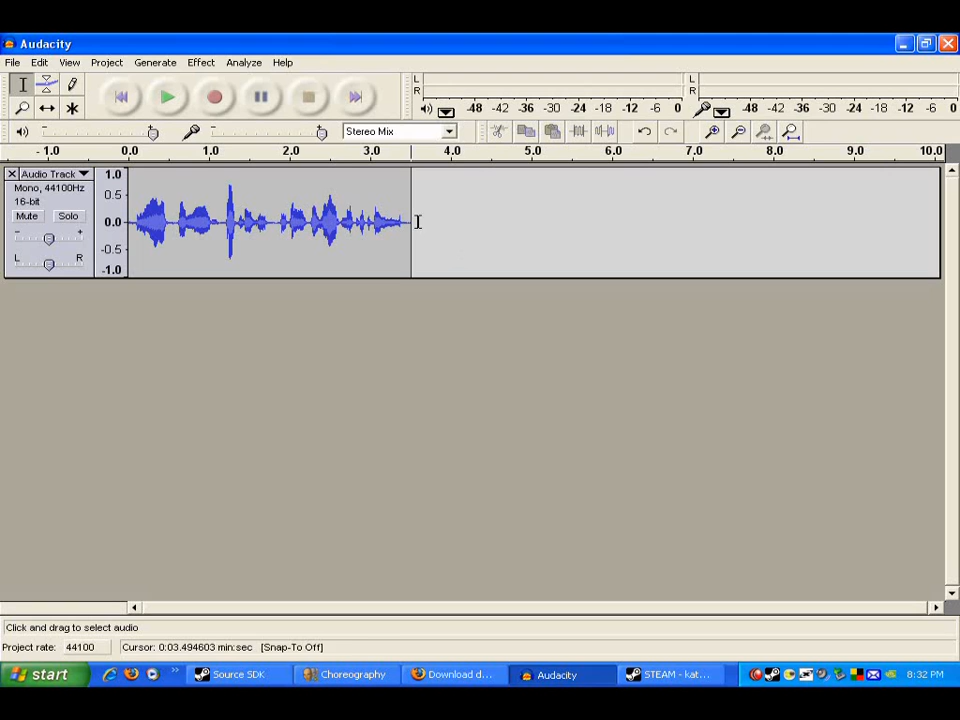 Audacity
File Edit View Project Generate Effect Analyze Help
L
R
-48 -42 -36 -30 -24 -18 -12 -6 0
L
R
-48 -42 -36 -30 -24 -18 -12 -6 0
- + - + Stereo Mix
- 1.0 0.0 1.0 2.0 3.0 4.0 5.0 6.0 7.0 8.0 9.0 10.0
Audio Track
Mono, 44100Hz
16-bit
Mute Solo
- +
L R
1.0
0.5
0.0
-0.5
-1.0
Click and drag to select audio
Project rate: 44100 Cursor: 0:03.494603 min:sec [Snap-To Off]
start Source SDK Choreography Download d... Audacity STEAM - kat... 8:32 PM